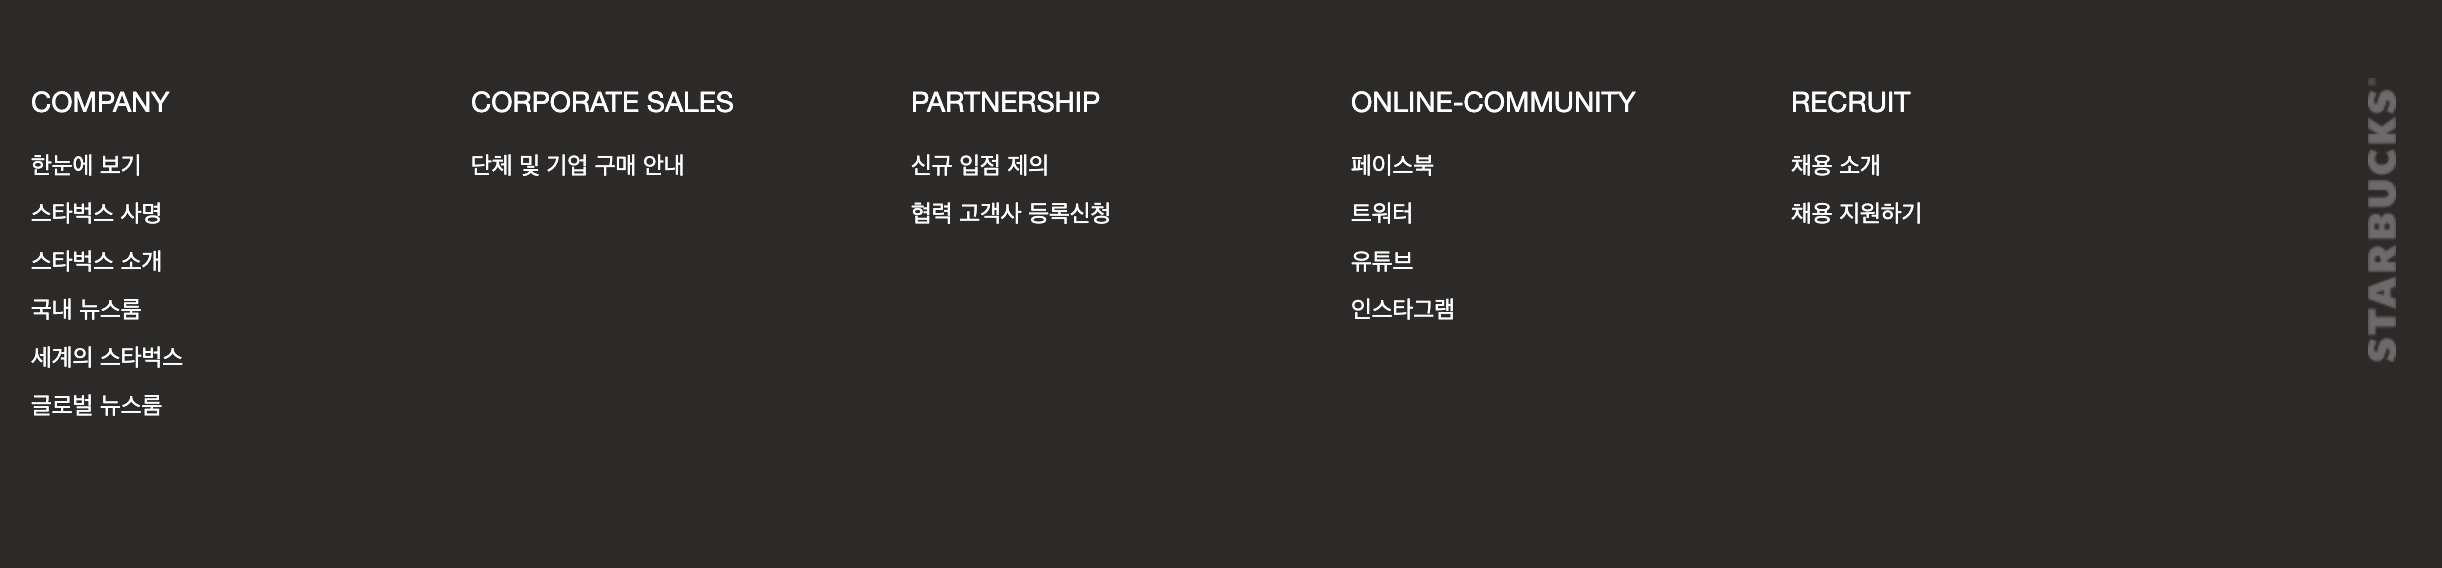 COMPANY
한눈에 보기
스타벅스 사명
스타벅스 소개
국내 뉴스룸
세계의 스타벅스
글로벌 뉴스룸
CORPORATE SALES
단체 및 기업 구매 안내
PARTNERSHIP
신규 입점 제의
협력 고객사 등록신청
ONLINE-COMMUNITY
페이스북
트위터
유튜브
인스타그램
RECRUIT
채용 소개
채용 지원하기
STARBUCKS